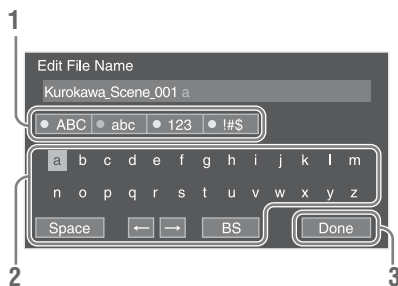 1
Edit File Name
Kurokawa_Scene_001 a
ABC abc 123 !#$
a b c d e f g h i j k l m
n o p q r s t u v w x y z
Space ← → BS Done
2 3